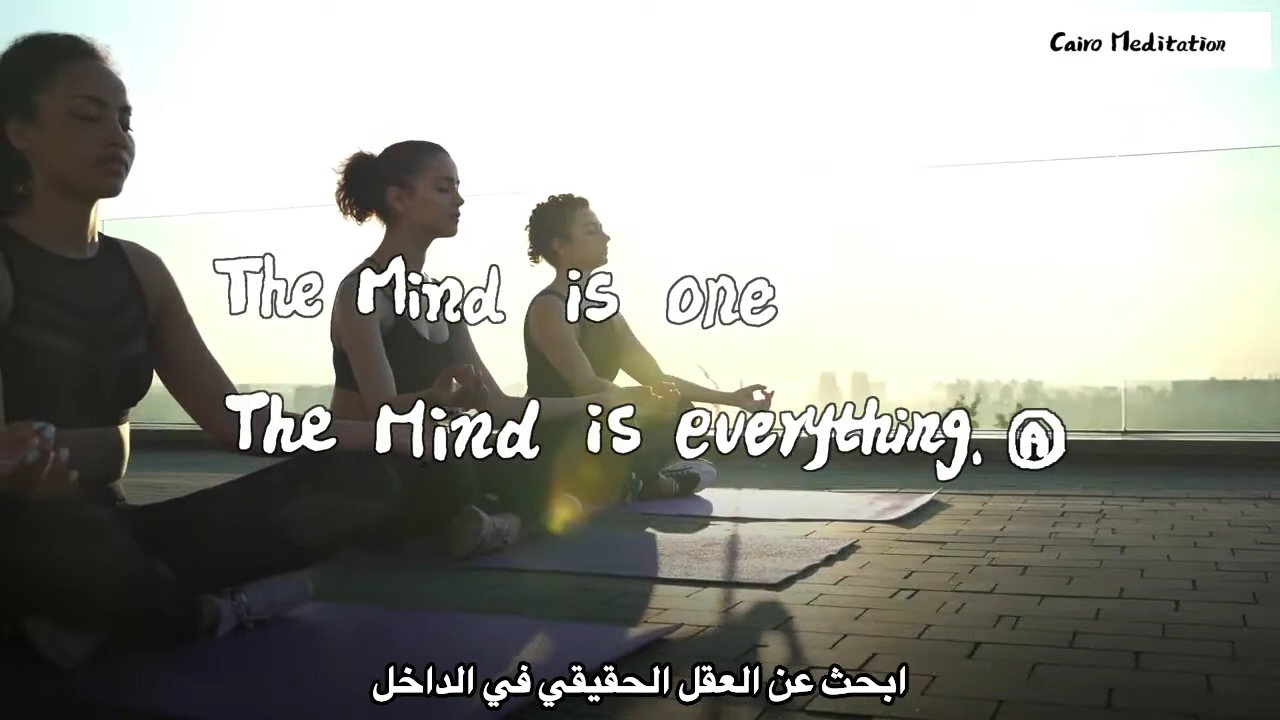 Cairo Meditation
The Mind is one
The Mind is everything. Ⓐ
ابحث عن العقل الحقيقي في الداخل